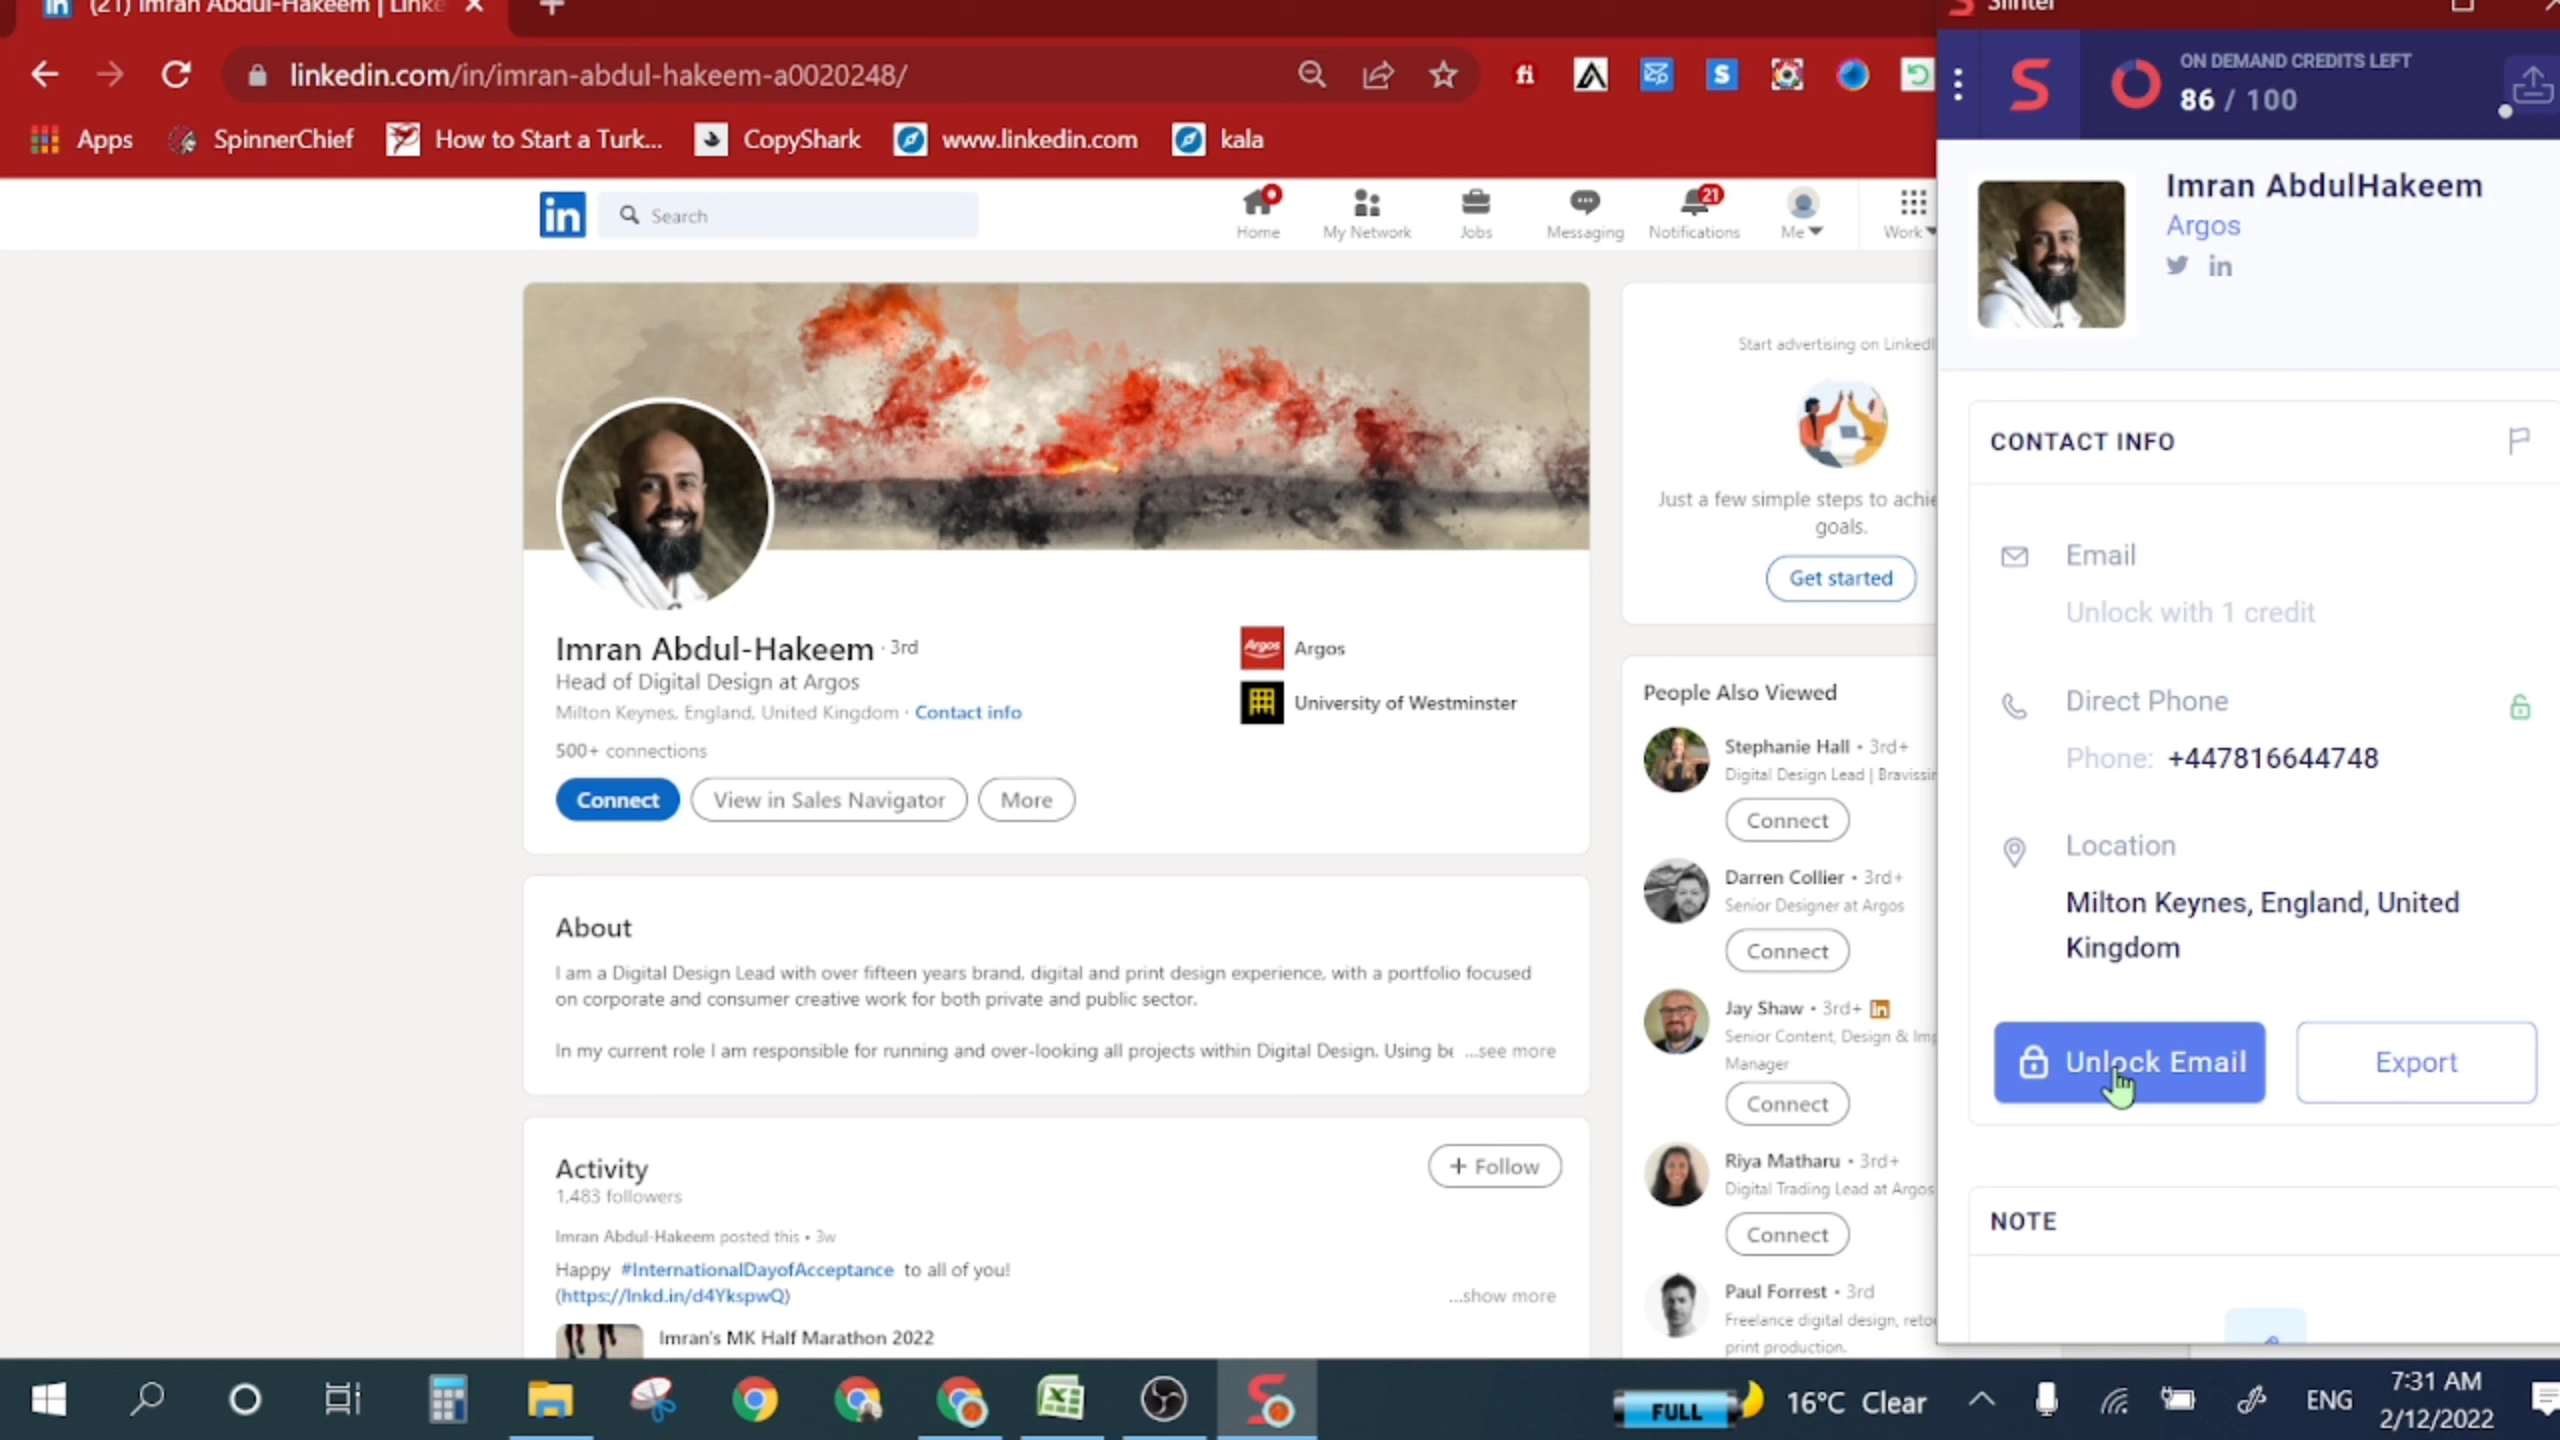 (21) Imran Abdul-Hakeem | Linke
linkedin.com/in/imran-abdul-hakeem-a0020248/
Apps
SpinnerChief
How to Start a Turk...
CopyShark
www.linkedin.com
kala
Search
Home
My Network
Jobs
Messaging
21
Notifications
Me
Work
Imran Abdul-Hakeem · 3rd
Head of Digital Design at Argos
Milton Keynes, England, United Kingdom · Contact info
500+ connections
Connect
View in Sales Navigator
More
Argos
Argos
University of Westminster
About
I am a Digital Design Lead with over fifteen years brand, digital and print design experience, with a portfolio focused
on corporate and consumer creative work for both private and public sector.
In my current role I am responsible for running and over-looking all projects within Digital Design. Using be ...see more
Activity
1,483 followers
+ Follow
Imran Abdul-Hakeem posted this • 3w
Happy #InternationalDayofAcceptance to all of you!
(https://lnkd.in/d4YkspwQ)
...show more
Imran's MK Half Marathon 2022
Start advertising on LinkedI
Just a few simple steps to achie
goals.
Get started
People Also Viewed
Stephanie Hall • 3rd+
Digital Design Lead | Bravissi
Connect
Darren Collier • 3rd+
Senior Designer at Argos
Connect
Jay Shaw • 3rd+
Senior Content, Design & Imp
Manager
Connect
Riya Matharu • 3rd+
Digital Trading Lead at Argos
Connect
Paul Forrest • 3rd
Freelance digital design, reto
print production.
Slintel
ON DEMAND CREDITS LEFT
86 / 100
Imran AbdulHakeem
Argos
CONTACT INFO
Email
Unlock with 1 credit
Direct Phone
Phone: +447816644748
Location
Milton Keynes, England, United
Kingdom
Unlock Email
Export
NOTE
FULL
16°C Clear
ENG
7:31 AM
2/12/2022